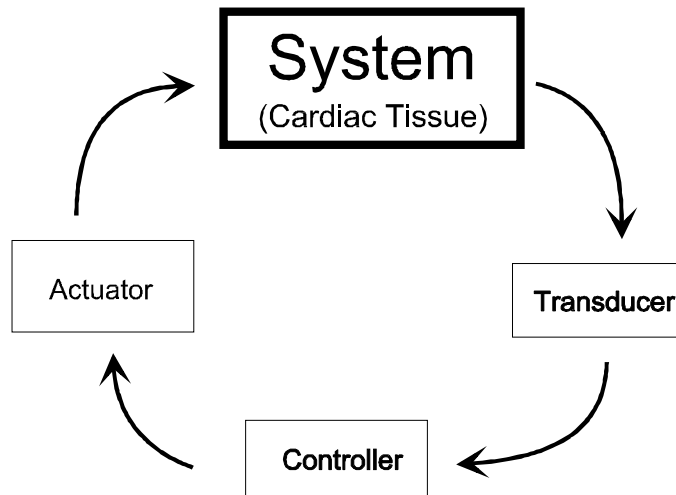 System
(Cardiac Tissue)
Actuator
Transducer
Controller